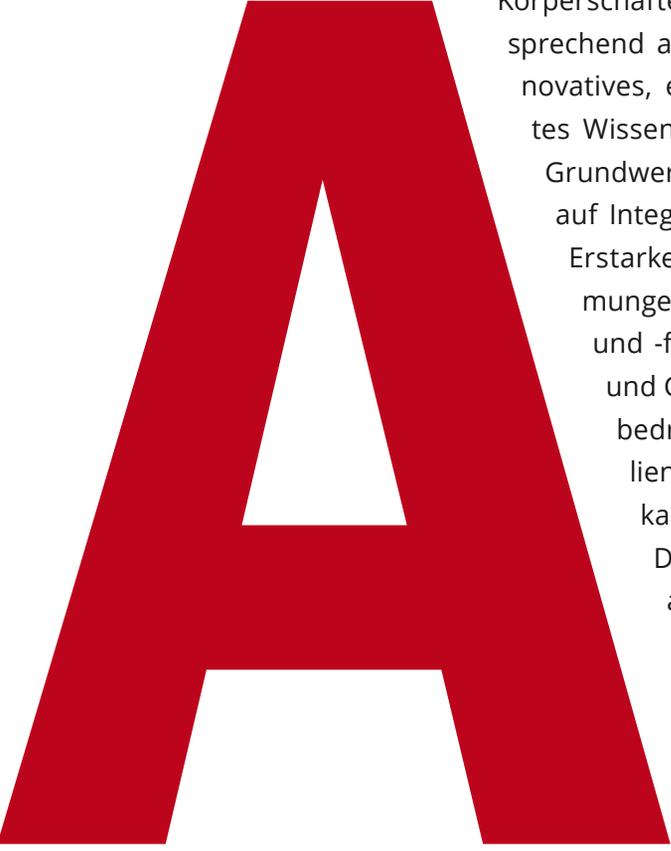 A
Körperschafte
sprechend a
novatives, e
tes Wissen
Grundwer
auf Integ
Erstarke
munge
und -f
und
bedr
lien
ka
D
a